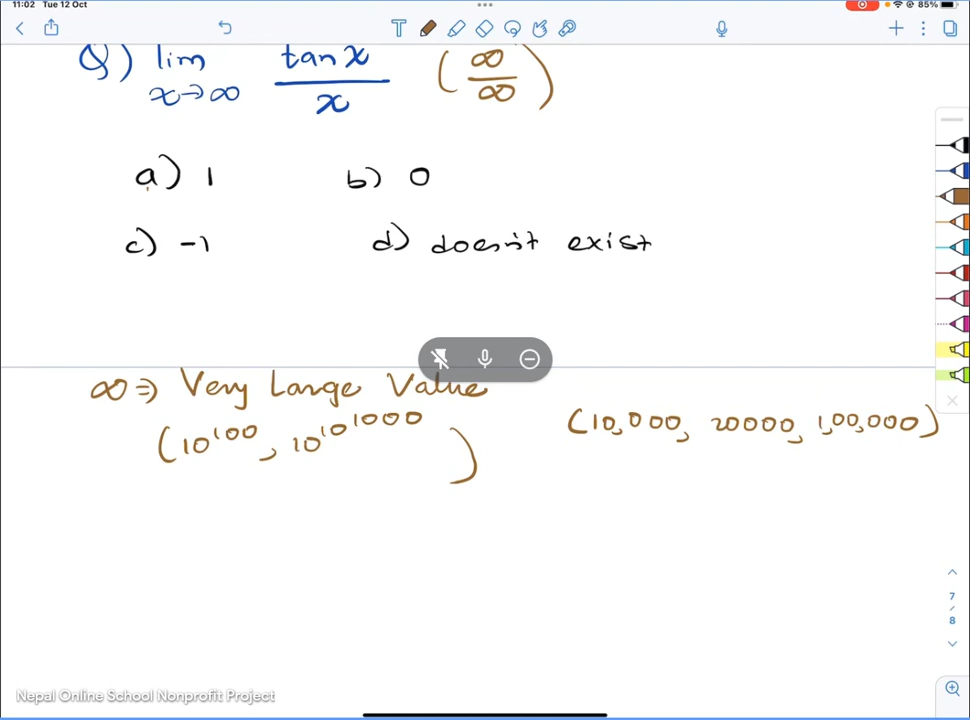 11:02 Tue 12 Oct
85%
T
Q) lim x→∞ tan x / x (∞/∞)
a) 1 b) 0
c) -1 d) doesn't exist
∞ ⇒ Very Large Value
(10^100, 10^10^1000) (10,000, 20000, 1,00,000)
7
/
8
Nepal Online School Nonprofit Project